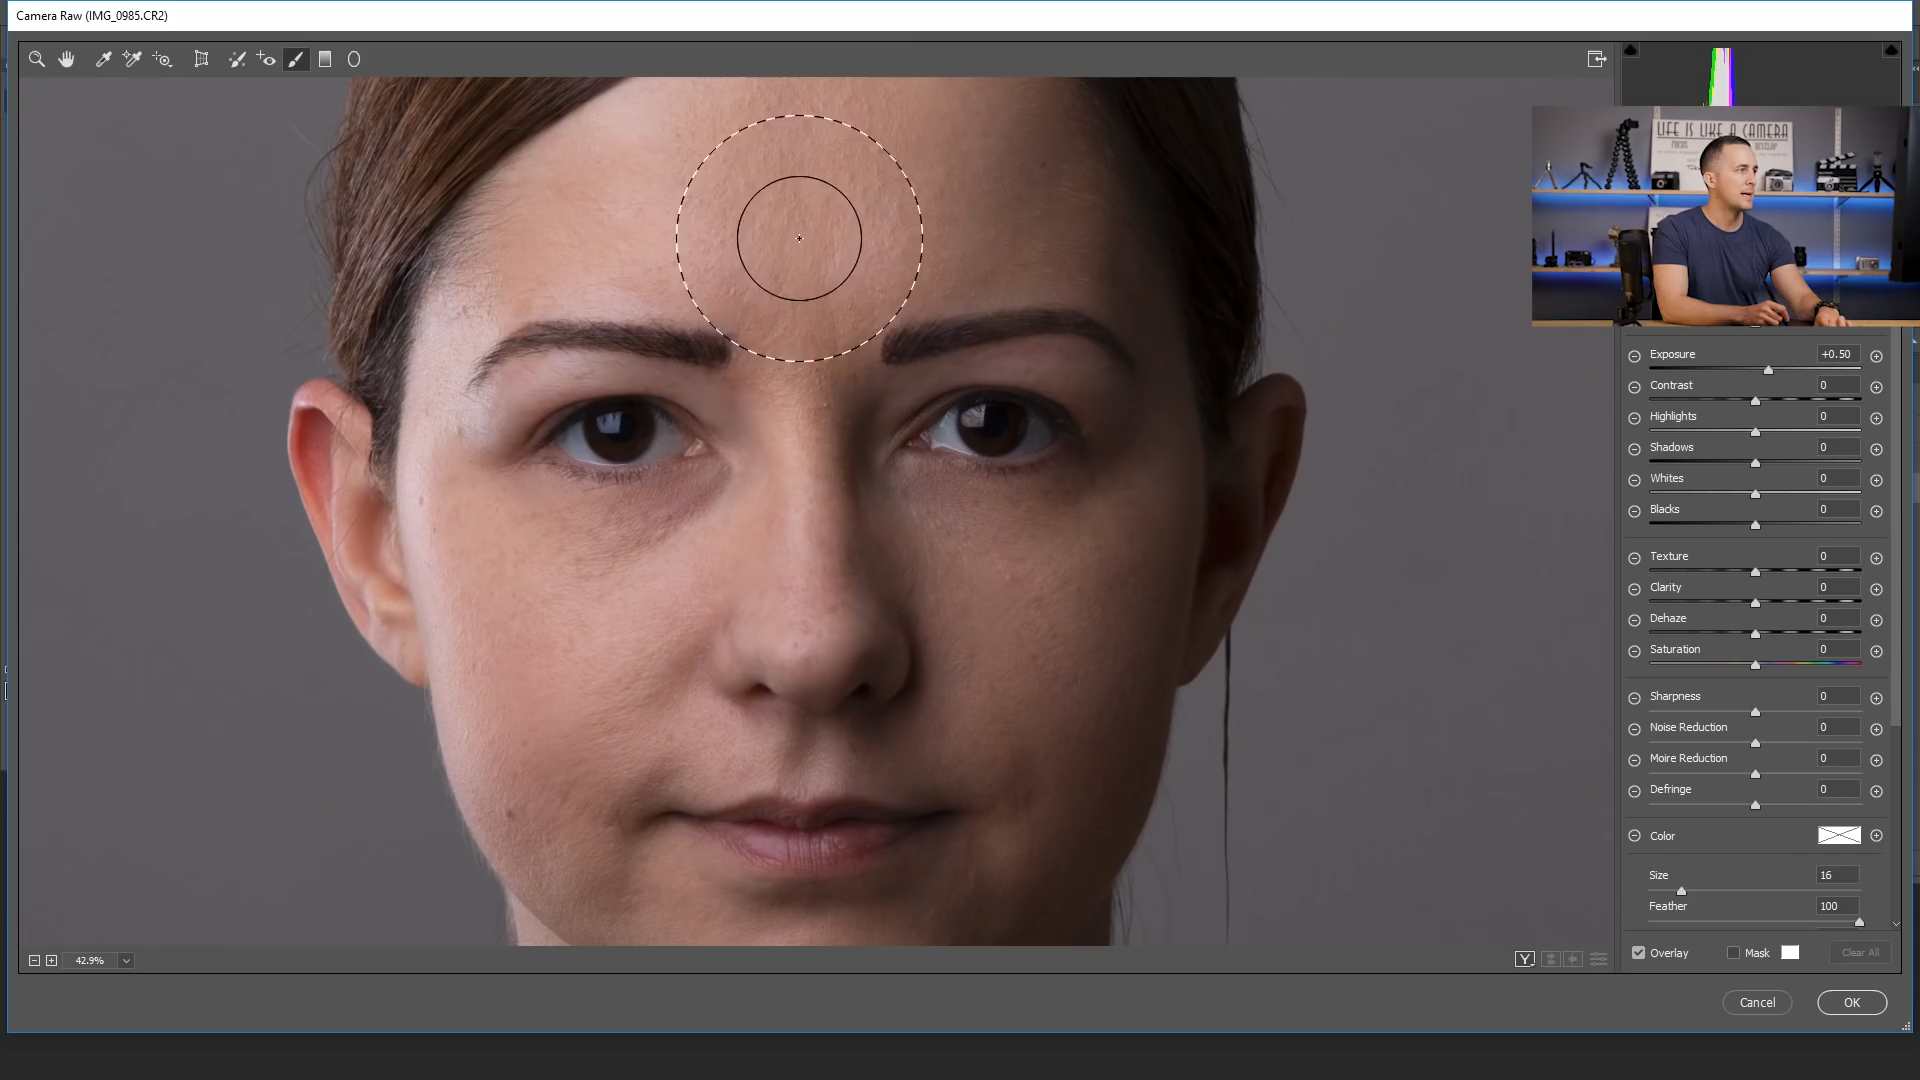 Camera Raw (IMG_0985.CR2)
LIFE IS LIKE A CAMERA
Exposure +0.50
Contrast 0
Highlights 0
Shadows 0
Whites 0
Blacks 0
Texture 0
Clarity 0
Dehaze 0
Saturation 0
Sharpness 0
Noise Reduction 0
Moire Reduction 0
Defringe 0
Color
Size 16
Feather 100
42.9%
Y
Overlay Mask Clear All
Cancel OK